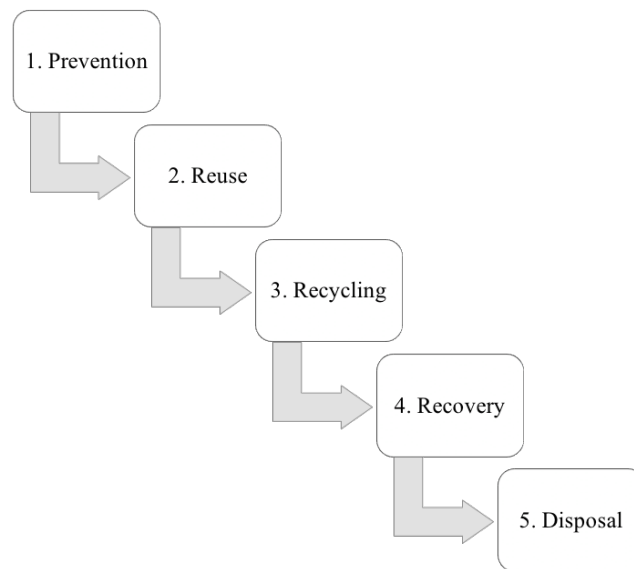 1. Prevention
2. Reuse
3. Recycling
4. Recovery
5. Disposal